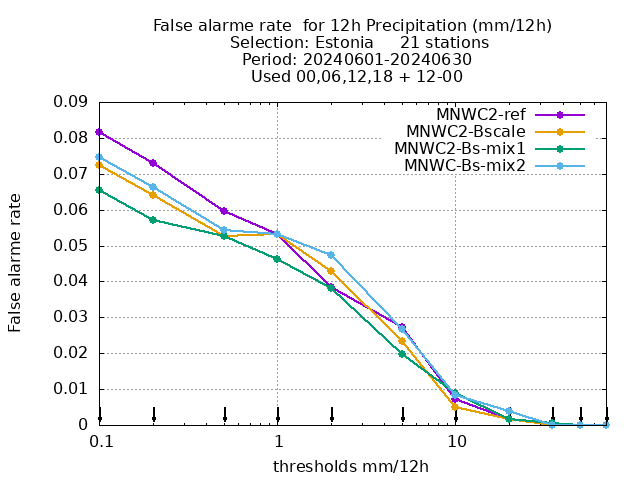 False alarme rate  for 12h Precipitation (mm/12h)
Selection: Estonia     21 stations
Period: 20240601-20240630
Used 00,06,12,18 + 12-00
MNWC2-ref
MNWC2-Bscale
MNWC2-Bs-mix1
MNWC-Bs-mix2
False alarme rate
0.09
0.08
0.07
0.06
0.05
0.04
0.03
0.02
0.01
0
0.1 1 10
thresholds mm/12h